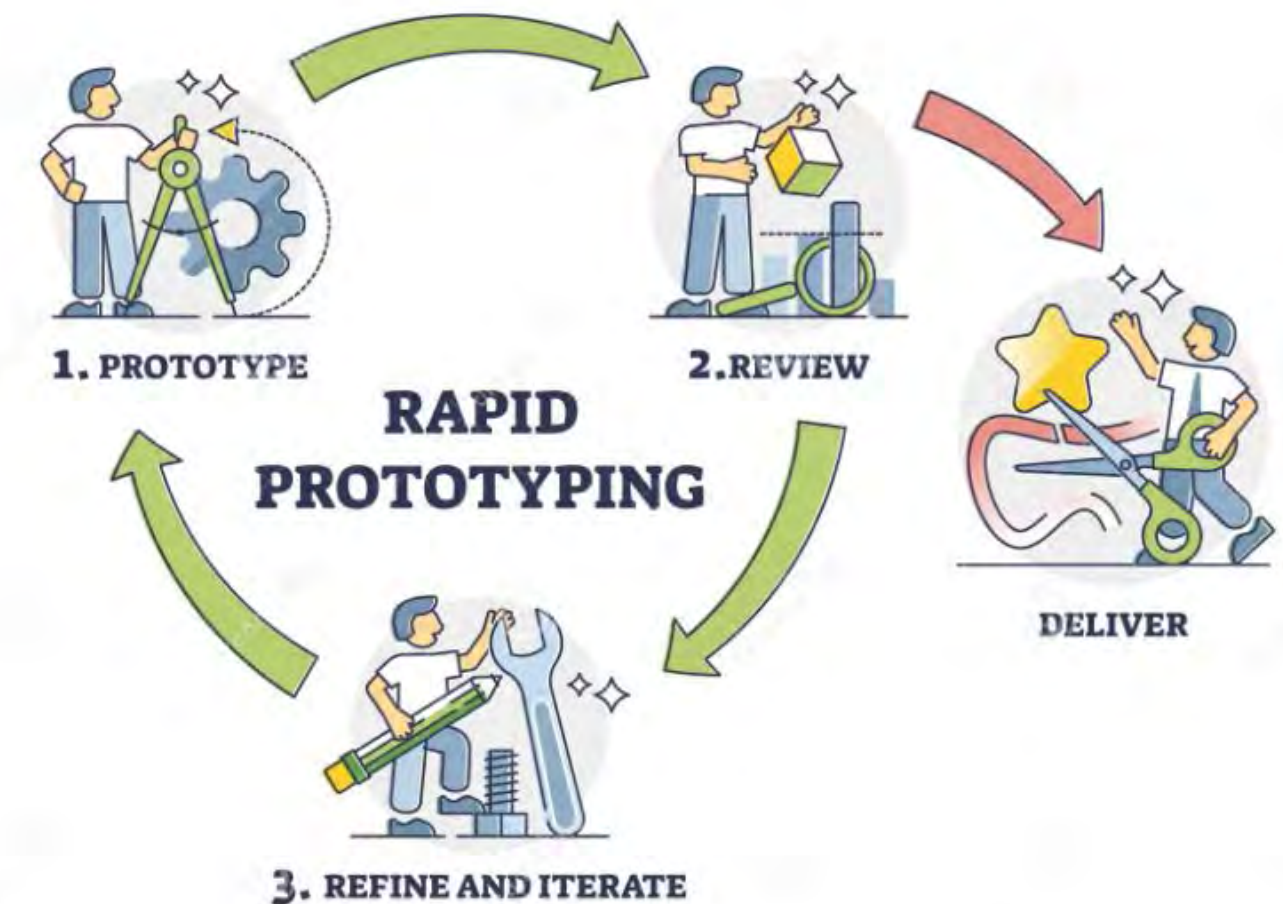 1. PROTOTYPE
2.REVIEW
RAPID
PROTOTYPING
DELIVER
3. REFINE AND ITERATE